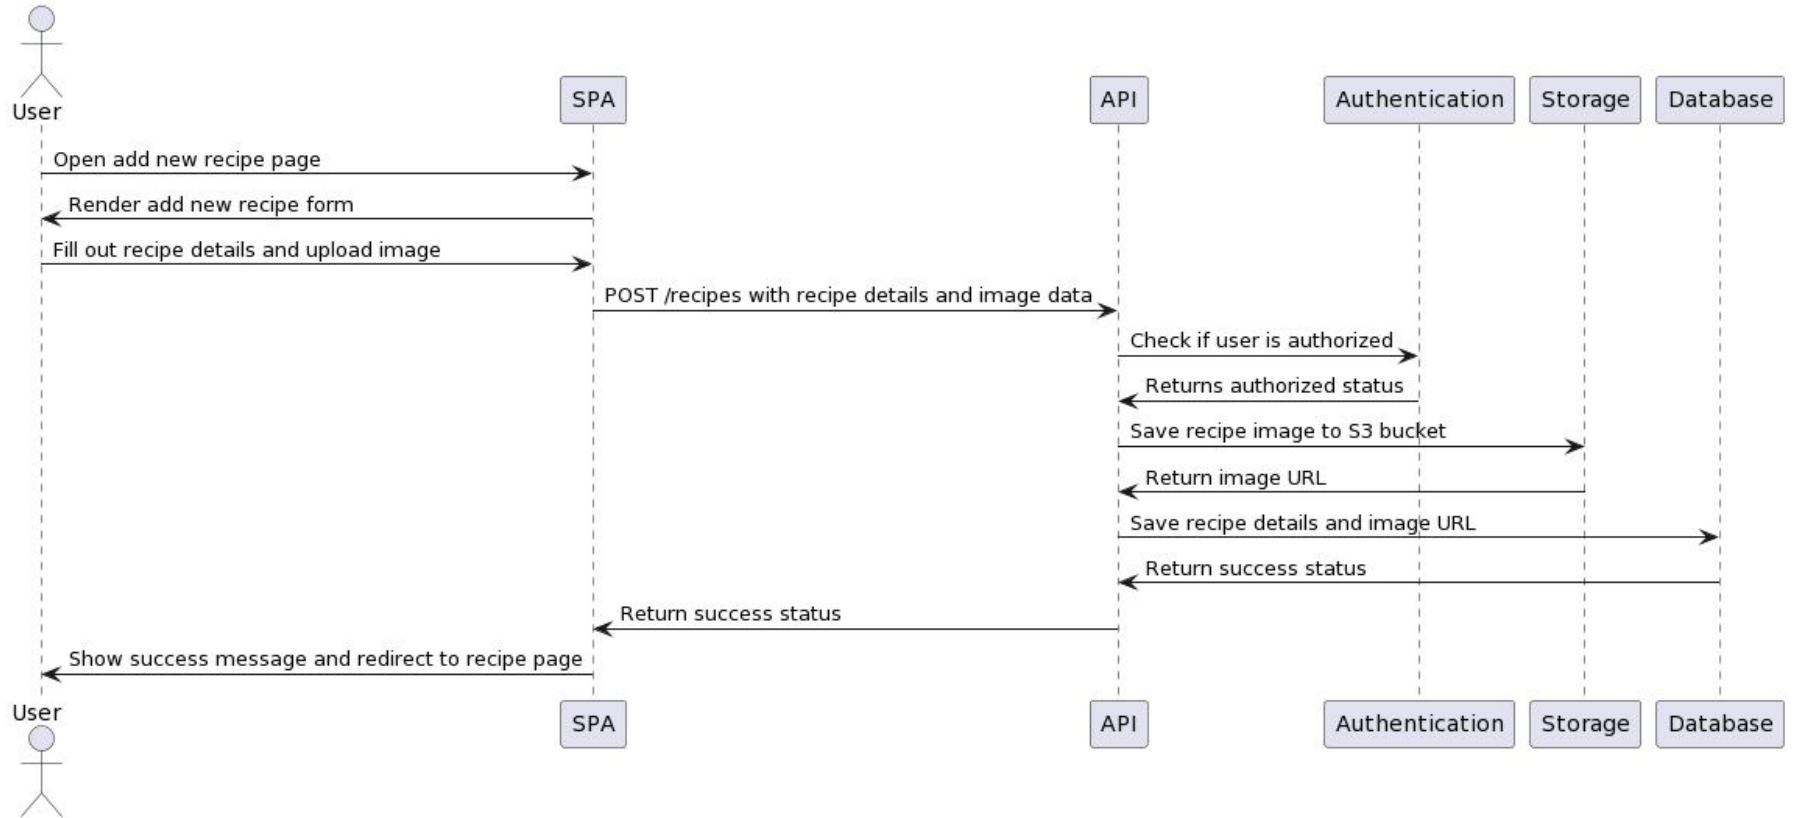 User
SPA
API
Authentication
Storage
Database
Open add new recipe page
Render add new recipe form
Fill out recipe details and upload image
POST /recipes with recipe details and image data
Check if user is authorized
Returns authorized status
Save recipe image to S3 bucket
Return image URL
Save recipe details and image URL
Return success status
Return success status
Show success message and redirect to recipe page
User
SPA
API
Authentication
Storage
Database